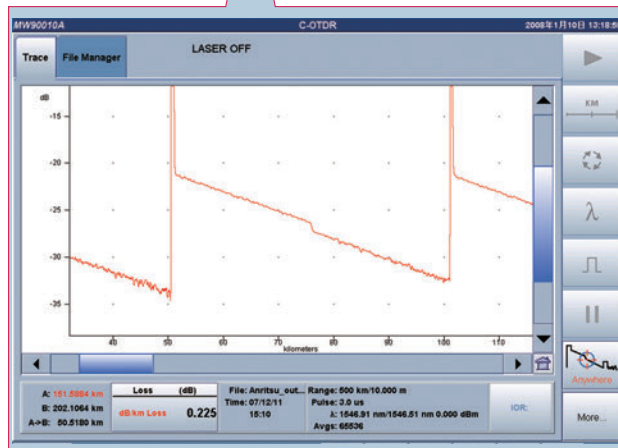 MW90010A C-OTDR 2008年1月10日 13:18:5
Trace File Manager LASER OFF
dB
-15
-20
-25
-30
-35
40 50 60 70 80 90 100 110
kilometers
KM
λ
Anywhere
More...
A: 151.5884 km
B: 202.1064 km
A->B: 50.5180 km
Loss (dB)
dB/km Loss 0.225
File: Anritsu_out...
Time: 07/12/11
15:10
Range: 500 km/10.000 m
Pulse: 3.0 us
λ: 1546.91 nm/1546.51 nm 0.000 dBm
Avgs: 65536
IOR: